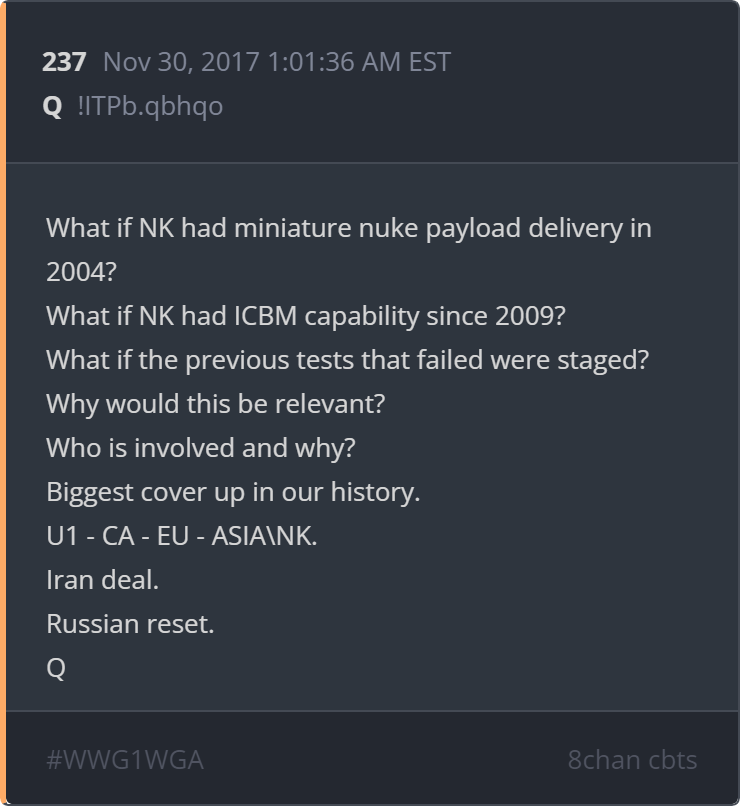 237 Nov 30, 2017 1:01:36 AM EST
Q !ITPb.qbhqo
What if NK had miniature nuke payload delivery in
2004?
What if NK had ICBM capability since 2009?
What if the previous tests that failed were staged?
Why would this be relevant?
Who is involved and why?
Biggest cover up in our history.
U1 - CA - EU - ASIA\NK.
Iran deal.
Russian reset.
Q
#WWG1WGA 8chan cbts